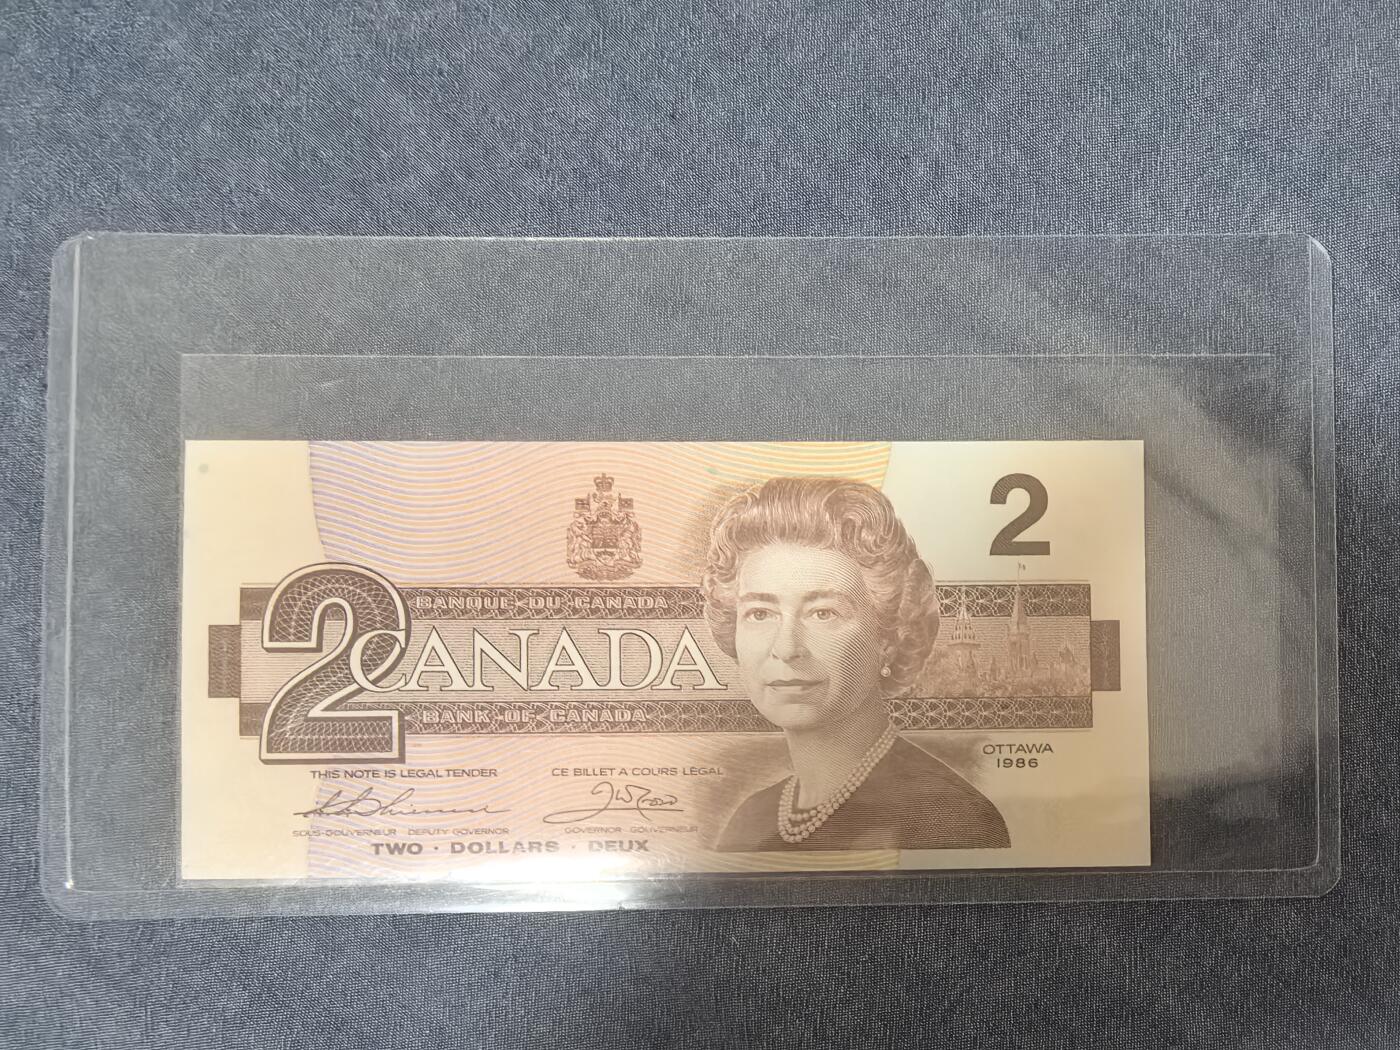 2
BANQUE DU CANADA
2
CANADA
BANK OF CANADA
OTTAWA
1986
THIS NOTE IS LEGAL TENDER
CE BILLET A COURS LÉGAL
SOUS-GOUVERNEUR DEPUTY GOVERNOR
GOVERNOR - GOUVERNEUR
TWO · DOLLARS · DEUX